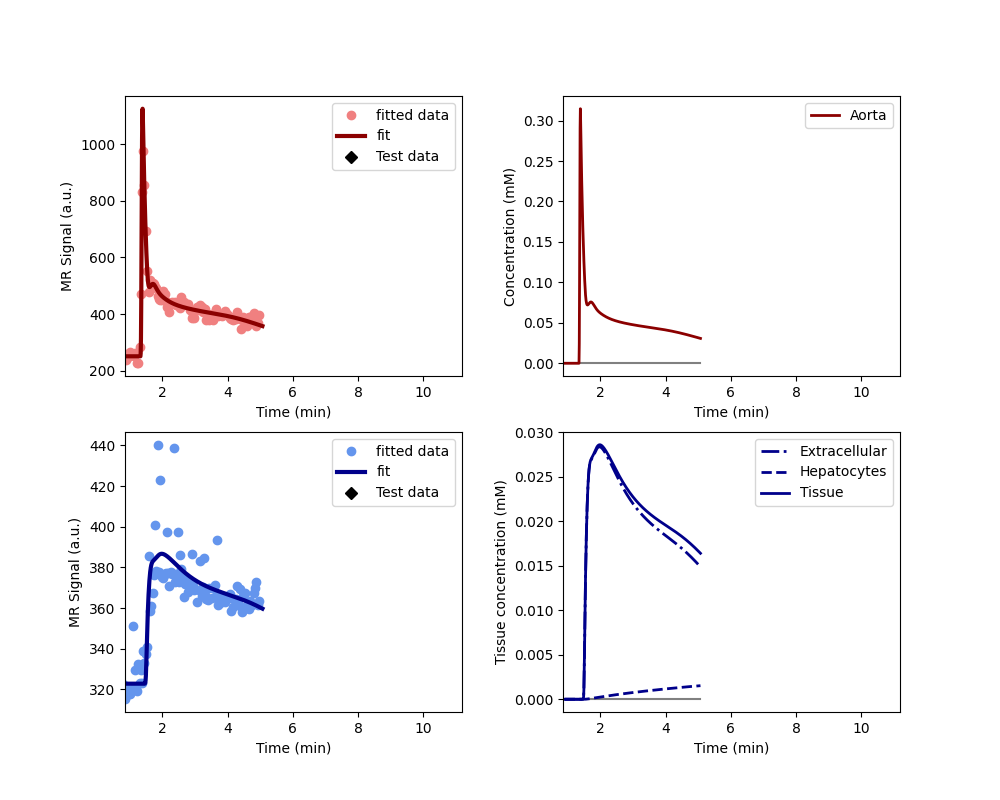 MR Signal (a.u.)
1000
800
600
400
200
fitted data
fit
Test data
2 4 6 8 10
Time (min)
Concentration (mM)
0.30
0.25
0.20
0.15
0.10
0.05
0.00
Aorta
2 4 6 8 10
Time (min)
MR Signal (a.u.)
440
420
400
380
360
340
320
fitted data
fit
Test data
2 4 6 8 10
Time (min)
Tissue concentration (mM)
0.030
0.025
0.020
0.015
0.010
0.005
0.000
Extracellular
Hepatocytes
Tissue
2 4 6 8 10
Time (min)